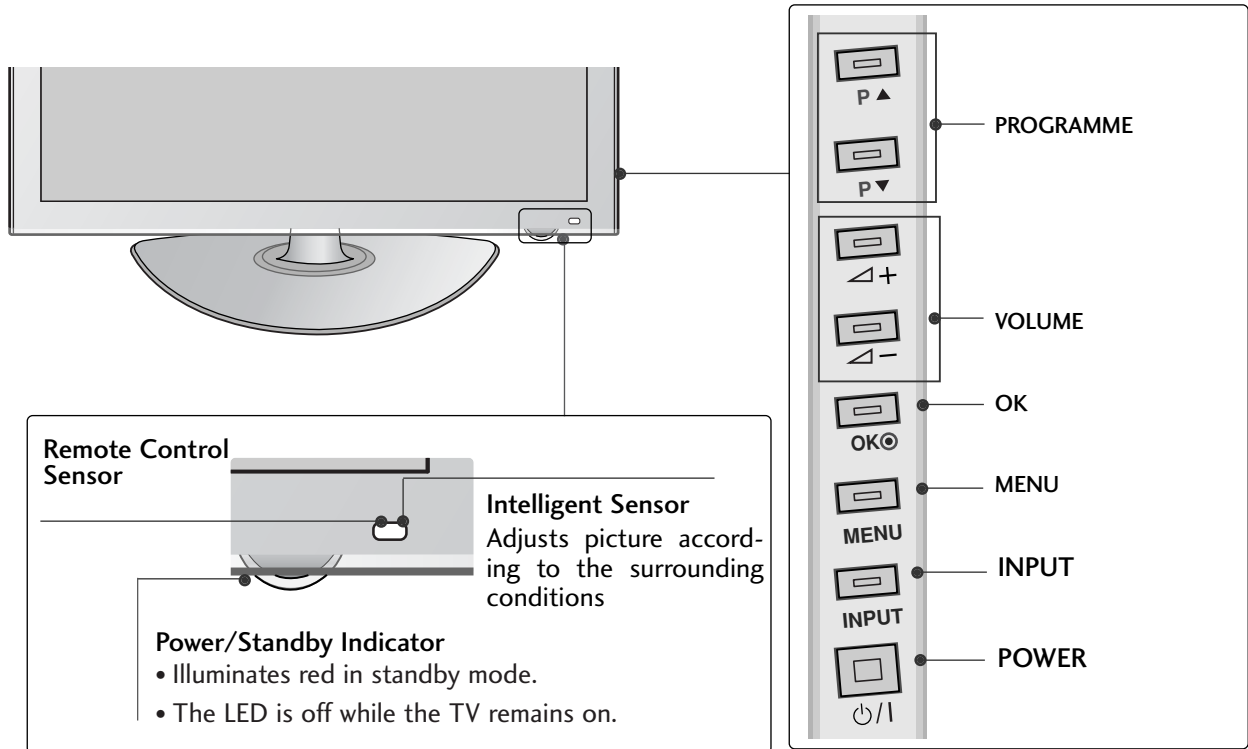 P ▲
P ▼
PROGRAMME
⊿ +
⊿ −
VOLUME
OK◉
OK
MENU
MENU
INPUT
INPUT
⏻/I
POWER
Remote Control
Sensor
Intelligent Sensor
Adjusts picture accord-
ing to the surrounding
conditions
Power/Standby Indicator
• Illuminates red in standby mode.
• The LED is off while the TV remains on.